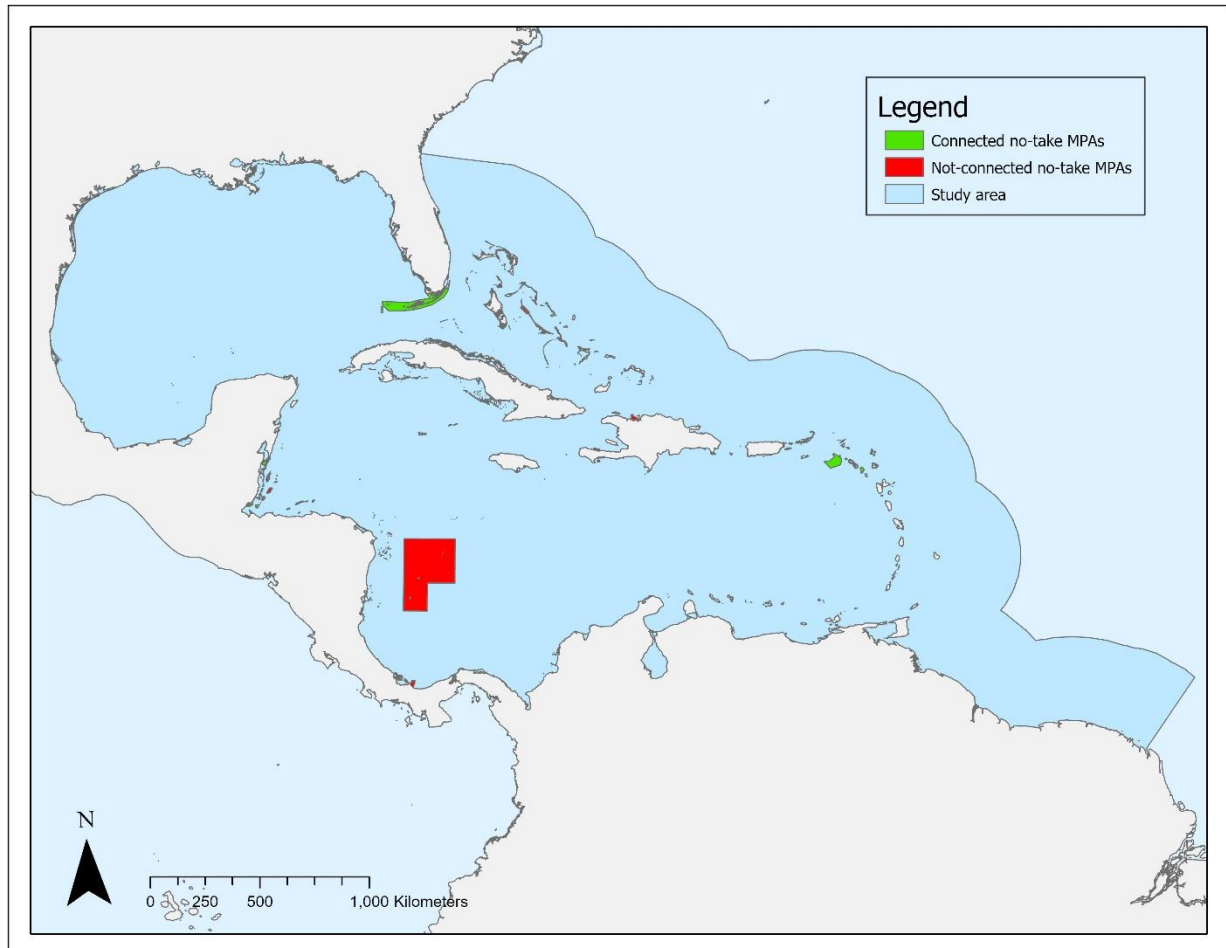 Legend
Connected no-take MPAs
Not-connected no-take MPAs
Study area
N
0 250 500 1,000 Kilometers